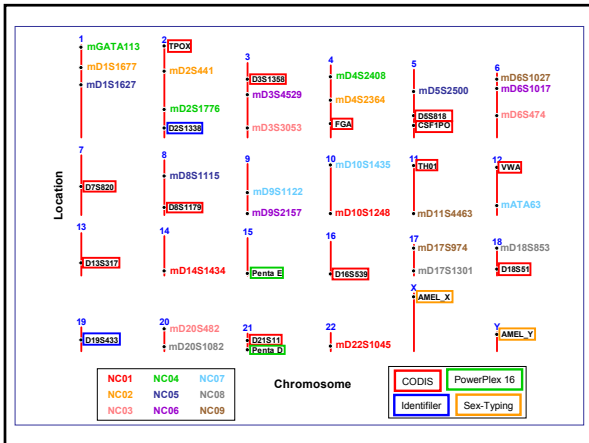 1 2 3 4 5 6
mGATA113 TPOX
mD1S1677 mD2S441 D3S1358 mD4S2408 mD6S1027
mD1S1627 mD3S4529 mD5S2500 mD6S1017
mD2S1776 mD4S2364 D5S818 mD6S474
D2S1338 mD3S3053 FGA CSF1PO
7 8 9 10 11 12
mD10S1435 TH01 VWA
mD8S1115
D7S820 mD9S1122
D8S1179 mD9S2157 mD10S1248 mD11S4463 mATA63
13 14 15 16 17 18
mD17S974 mD18S853
D13S317 mD14S1434 Penta E D16S539 mD17S1301 D18S51
X
AMEL_X
19 20 21 22 Y
D19S433 mD20S482 D21S11 AMEL_Y
mD20S1082 Penta D mD22S1045
Location
Chromosome
NC01 NC04 NC07
NC02 NC05 NC08
NC03 NC06 NC09
CODIS PowerPlex 16
Identifiler Sex-Typing